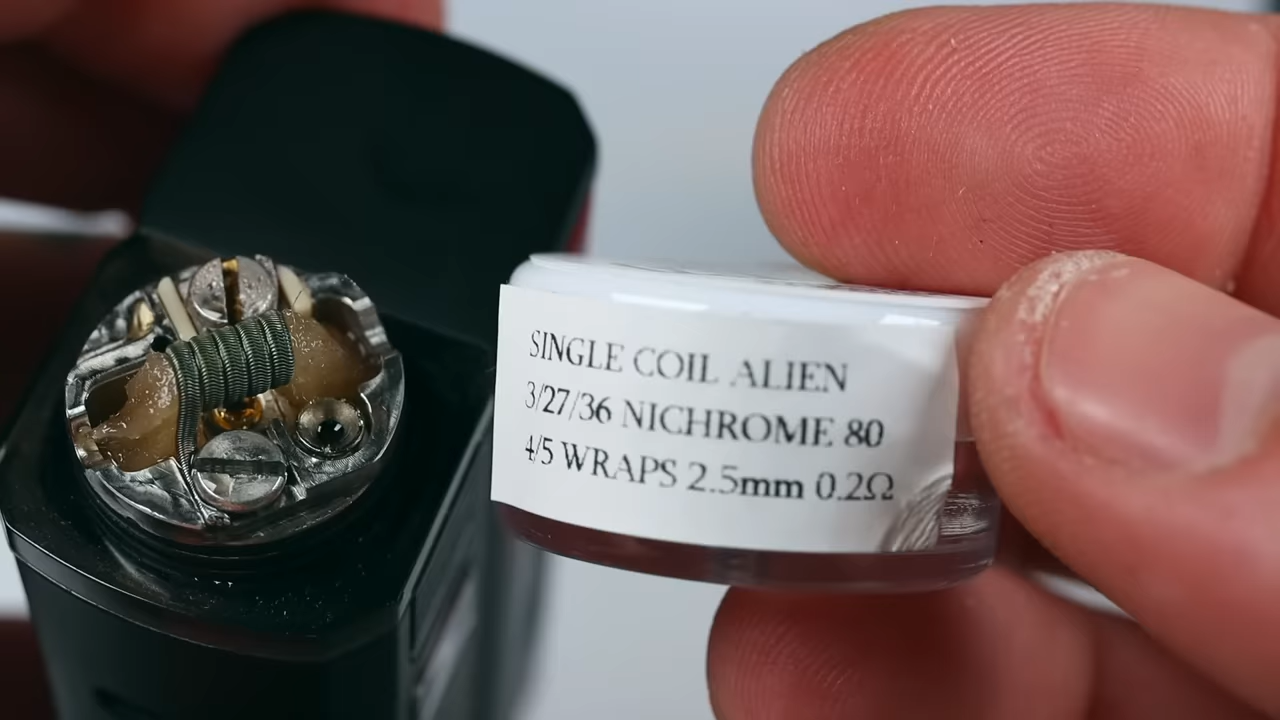 SINGLE COIL ALIEN
3/27/36 NICHROME 80
4/5 WRAPS 2.5mm 0.2Ω